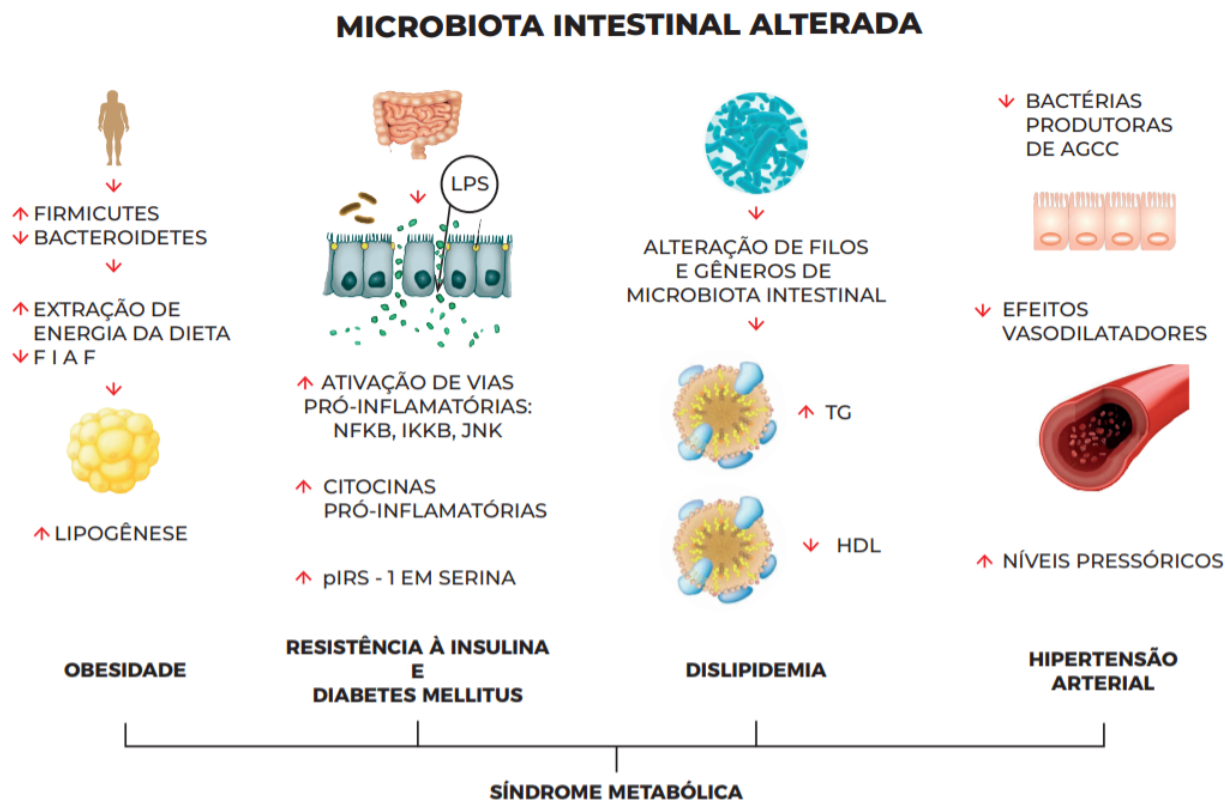 MICROBIOTA INTESTINAL ALTERADA
↑ FIRMICUTES
↓ BACTEROIDETES
↑ EXTRAÇÃO DE
ENERGIA DA DIETA
↓ F I A F
↑ LIPOGÊNESE
OBESIDADE
LPS
↑ ATIVAÇÃO DE VIAS
PRÓ-INFLAMATÓRIAS:
NFKB, IKKB, JNK
↑ CITOCINAS
PRÓ-INFLAMATÓRIAS
↑ pIRS - 1 EM SERINA
RESISTÊNCIA À INSULINA
E
DIABETES MELLITUS
ALTERAÇÃO DE FILOS
E GÊNEROS DE
MICROBIOTA INTESTINAL
↑ TG
↓ HDL
DISLIPIDEMIA
↓ BACTÉRIAS
PRODUTORAS
DE AGCC
↓ EFEITOS
VASODILATADORES
↑ NÍVEIS PRESSÓRICOS
HIPERTENSÃO
ARTERIAL
SÍNDROME METABÓLICA